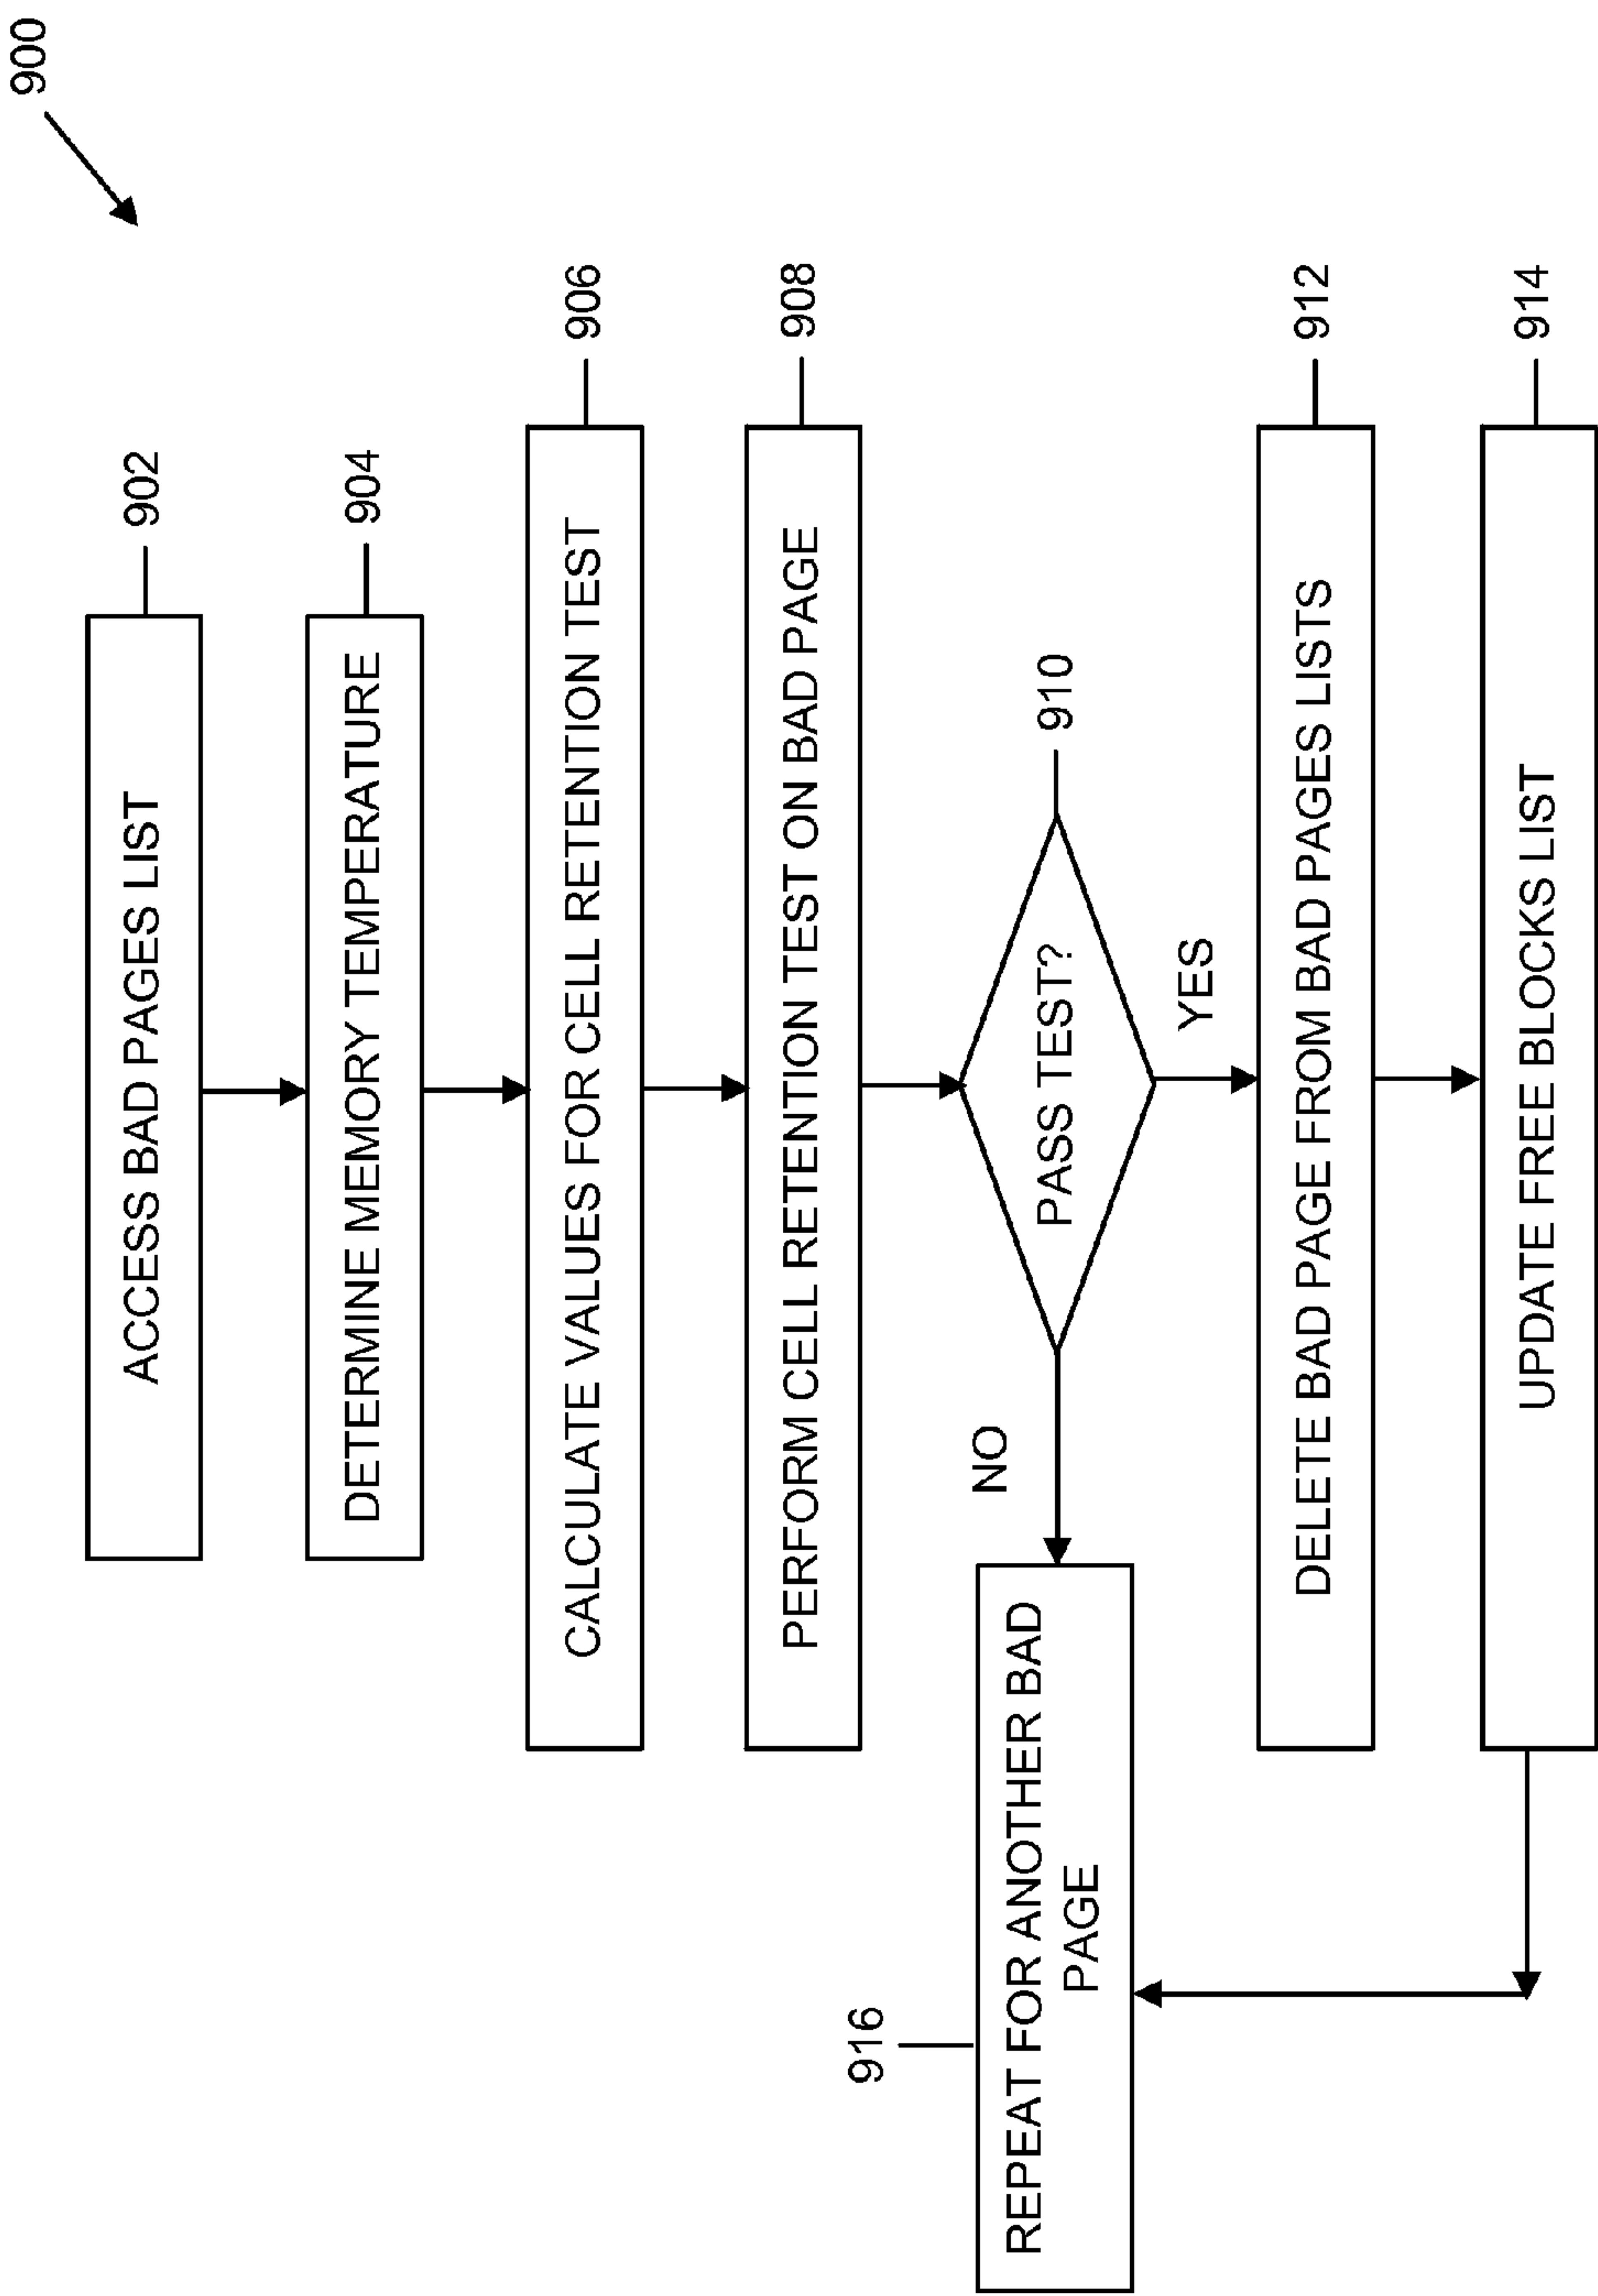 900
ACCESS BAD PAGES LIST
902
DETERMINE MEMORY TEMPERATURE
904
CALCULATE VALUES FOR CELL RETENTION TEST
906
PERFORM CELL RETENTION TEST ON BAD PAGE
908
PASS TEST?
910
NO
YES
REPEAT FOR ANOTHER BAD
PAGE
916
DELETE BAD PAGE FROM BAD PAGES LISTS
912
UPDATE FREE BLOCKS LIST
914